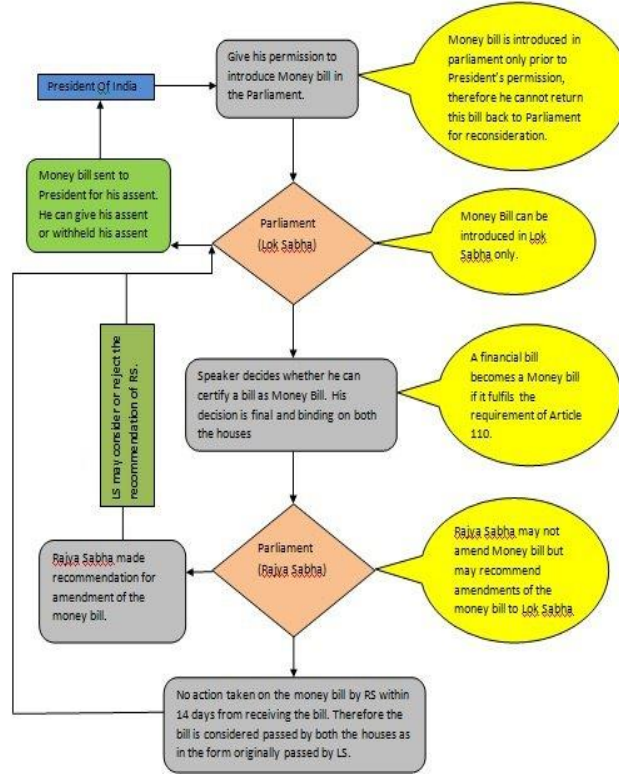 Give his permission to
introduce Money bill in
the Parliament.
Money bill is introduced in
parliament only prior to
President's permission,
therefore he cannot return
this bill back to Parliament
for reconsideration.
President Of India
Money bill sent to
President for his assent.
He can give his assent
or withheld his assent
Parliament
(Lok Sabha)
Money Bill can be
introduced in Lok
Sabha only.
LS may consider or reject the
recommendation of RS.
Speaker decides whether he can
certify a bill as Money Bill. His
decision is final and binding on both
the houses
A financial bill
becomes a Money bill
if it fulfils the
requirement of Article
110.
Rajya Sabha made
recommendation for
amendment of the
money bill.
Parliament
(Rajya Sabha)
Rajya Sabha may not
amend Money bill but
may recommend
amendments of the
money bill to Lok Sabha
No action taken on the money bill by RS within
14 days from receiving the bill. Therefore the
bill is considered passed by both the houses as
in the form originally passed by LS.